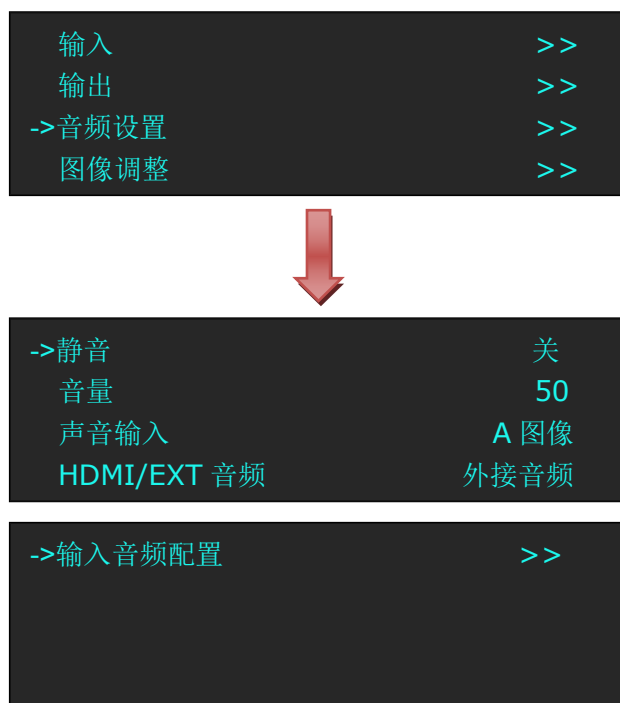 输入 >>
输出 >>
->音频设置 >>
图像调整 >>
->静音 关
音量 50
声音输入 A 图像
HDMI/EXT 音频 外接音频
->输入音频配置 >>